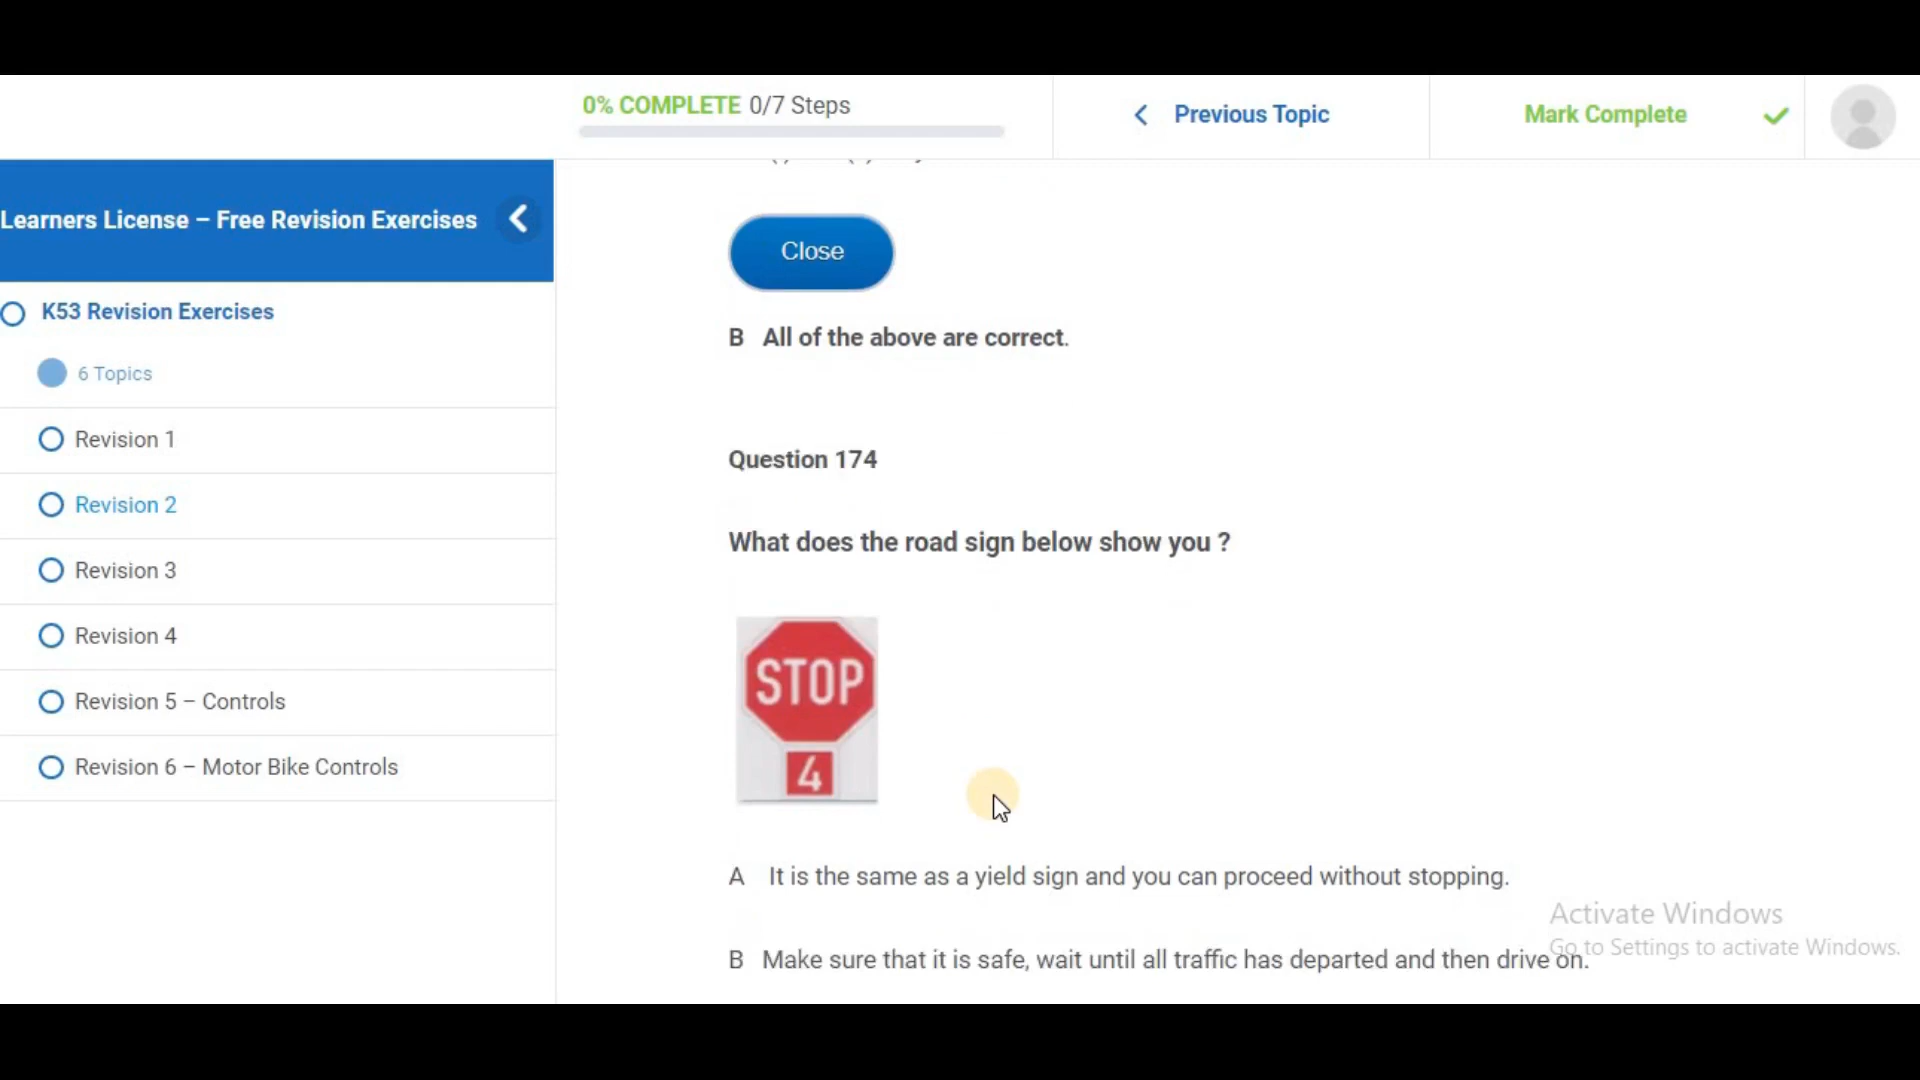 0% COMPLETE 0/7 Steps
Previous Topic
Mark Complete
Learners License – Free Revision Exercises
K53 Revision Exercises
6 Topics
Revision 1
Revision 2
Revision 3
Revision 4
Revision 5 – Controls
Revision 6 – Motor Bike Controls
Close
B All of the above are correct.
Question 174
What does the road sign below show you ?
STOP
4
A It is the same as a yield sign and you can proceed without stopping.
B Make sure that it is safe, wait until all traffic has departed and then drive on.
Activate Windows
Go to Settings to activate Windows.